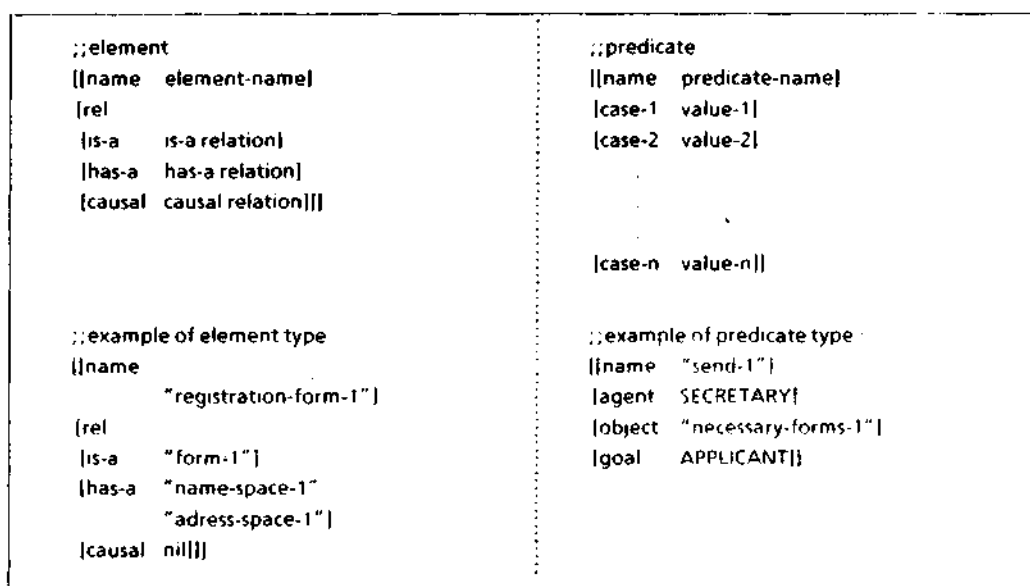 ;;element
[[name element-name]
[rel
[is-a is-a relation]
[has-a has-a relation]
[causal causal relation]]]
;;example of element type
[[name
"registration-form-1"]
[rel
[is-a "form-1"]
[has-a "name-space-1"
"adress-space-1"]
[causal nil]]]
;;predicate
[[name predicate-name]
[case-1 value-1]
[case-2 value-2]
.
.
.
[case-n value-n]]
;;example of predicate type
[[name "send-1"]
[agent SECRETARY]
[object "necessary-forms-1"]
[goal APPLICANT]]